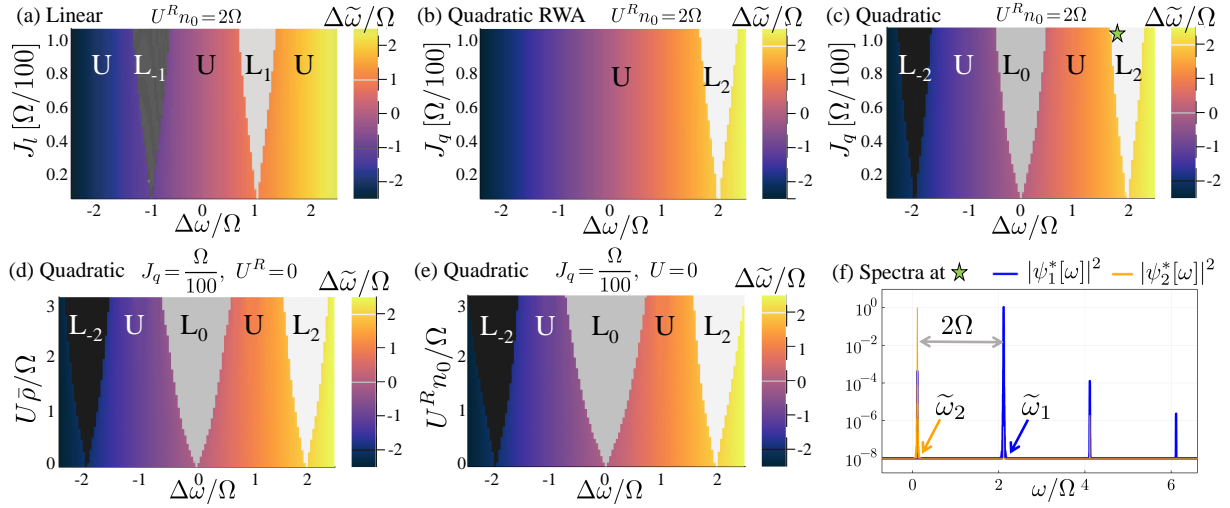 (a) Linear U^R n_0 = 2Ω Δω̃/Ω
J_l [Ω/100]
1.0
0.8
0.6
0.4
0.2
U L_{-1} U L_1 U
2
1
0
-1
-2
-2 -1 0 1 2
Δω̄/Ω
(b) Quadratic RWA U^R n_0 = 2Ω Δω̃/Ω
J_q [Ω/100]
1.0
0.8
0.6
0.4
0.2
U L_2
2
1
0
-1
-2
-2 -1 0 1 2
Δω̄/Ω
(c) Quadratic U^R n_0 = 2Ω Δω̃/Ω
J_q [Ω/100]
1.0
0.8
0.6
0.4
0.2
L_{-2} U L_0 U L_2
2
1
0
-1
-2
-2 -1 0 1 2
Δω̄/Ω
(d) Quadratic J_q = Ω/100, U^R = 0 Δω̃/Ω
Uρ̄/Ω
3
2
1
0
L_{-2} U L_0 U L_2
2
1
0
-1
-2
-2 -1 0 1 2
Δω̄/Ω
(e) Quadratic J_q = Ω/100, U = 0 Δω̃/Ω
U^R n_0/Ω
3
2
1
0
L_{-2} U L_0 U L_2
2
1
0
-1
-2
-2 -1 0 1 2
Δω̄/Ω
(f) Spectra at ★ |ψ_1^*[ω]|^2 |ψ_2^*[ω]|^2
10^0
10^{-2}
10^{-4}
10^{-6}
10^{-8}
2Ω
ω̃_2 ω̃_1
0 2 4 6
ω/Ω